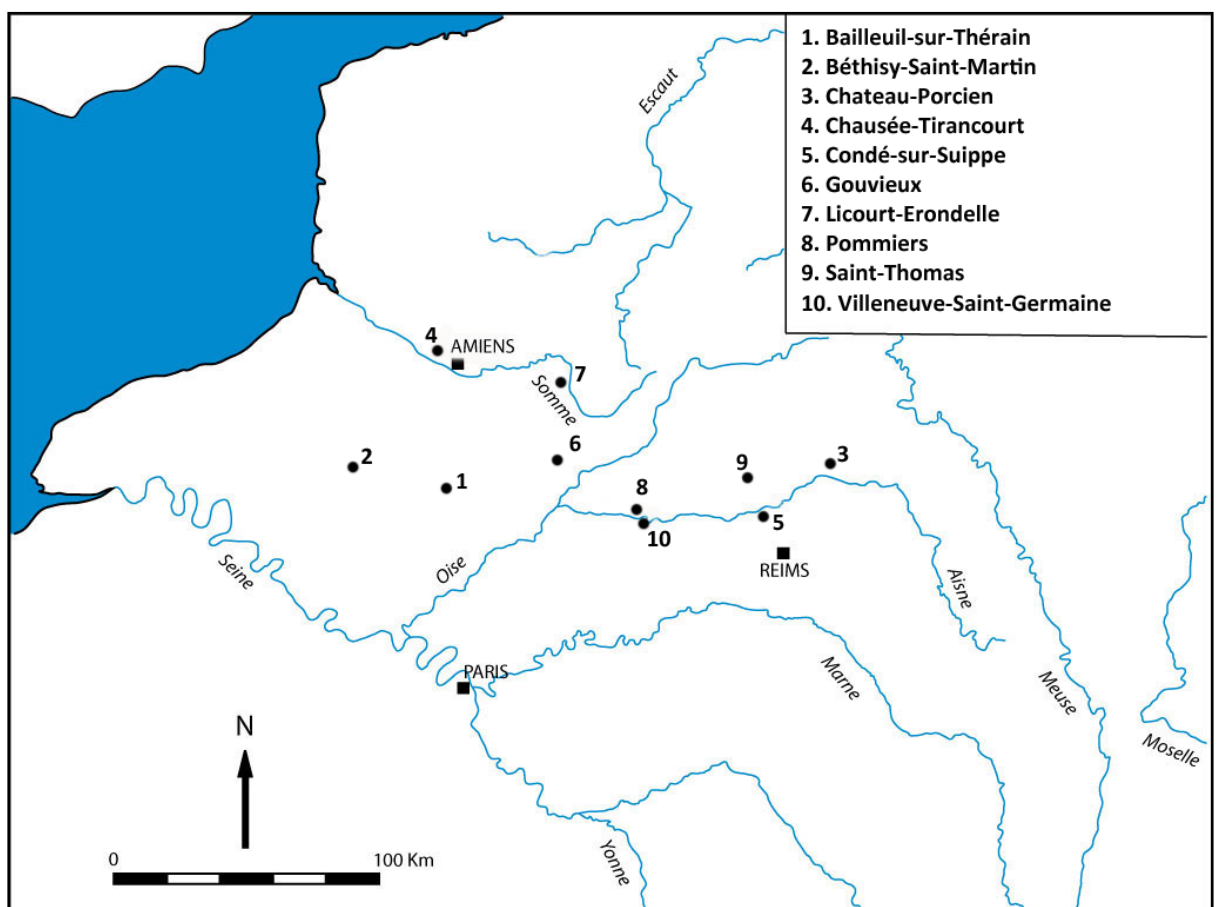 1. Bailleuil-sur-Thérain
2. Béthisy-Saint-Martin
3. Chateau-Porcien
4. Chausée-Tirancourt
5. Condé-sur-Suippe
6. Gouvieux
7. Licourt-Erondelle
8. Pommiers
9. Saint-Thomas
10. Villeneuve-Saint-Germaine
Escaut
4
AMIENS
7
Somme
2
1
6
9
3
8
10
5
REIMS
Seine
Oise
Aisne
PARIS
Marne
Meuse
Moselle
N
0 100 Km
Yonne